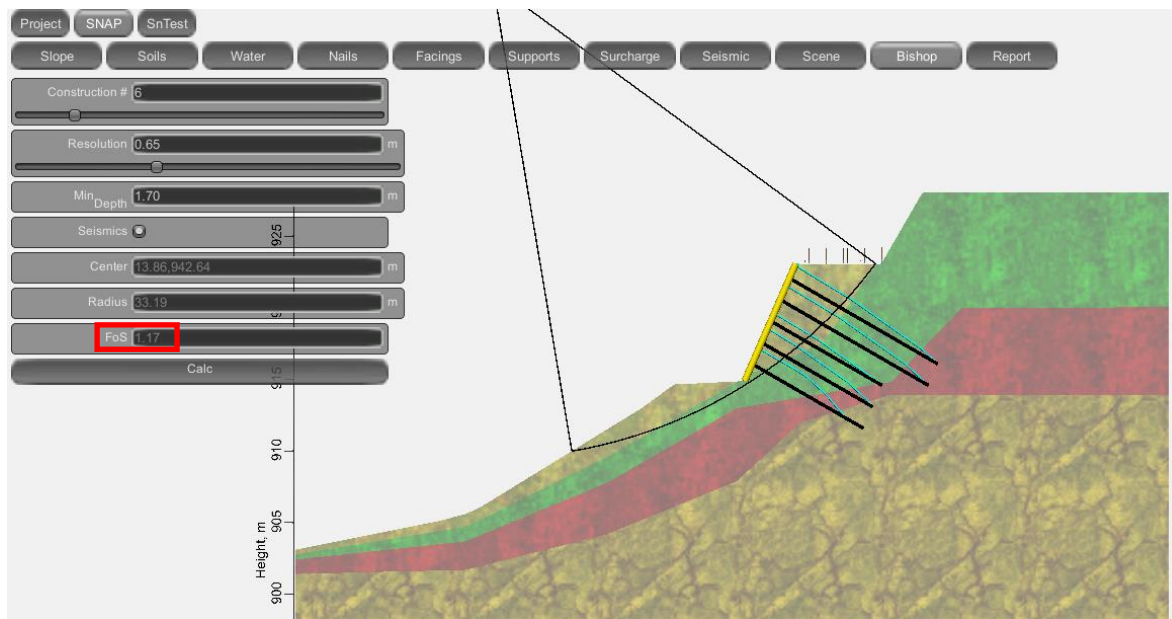 Project SNAP SnTest
Slope Soils Water Nails Facings Supports Surcharge Seismic Scene Bishop Report
Construction # 6
Resolution 0.65 m
Min Depth 1.70 m
Seismics
Center 13.86,942.64 m
Radius 33.19 m
FoS 1.17
Calc
925
915
910
905
900
Height, m